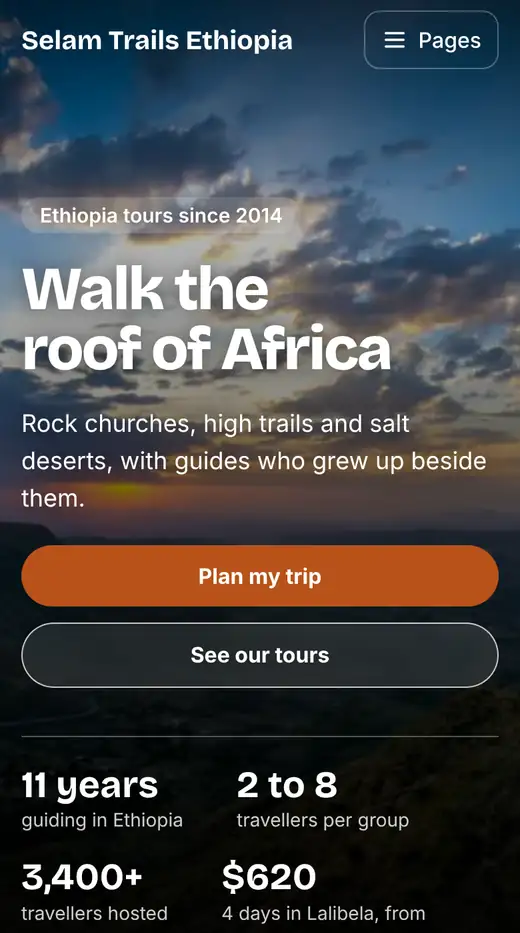 Selam Trails Ethiopia
Pages
Ethiopia tours since 2014
Walk the
roof of Africa
Rock churches, high trails and salt
deserts, with guides who grew up beside
them.
Plan my trip
See our tours
11 years
guiding in Ethiopia
2 to 8
travellers per group
3,400+
travellers hosted
$620
4 days in Lalibela, from